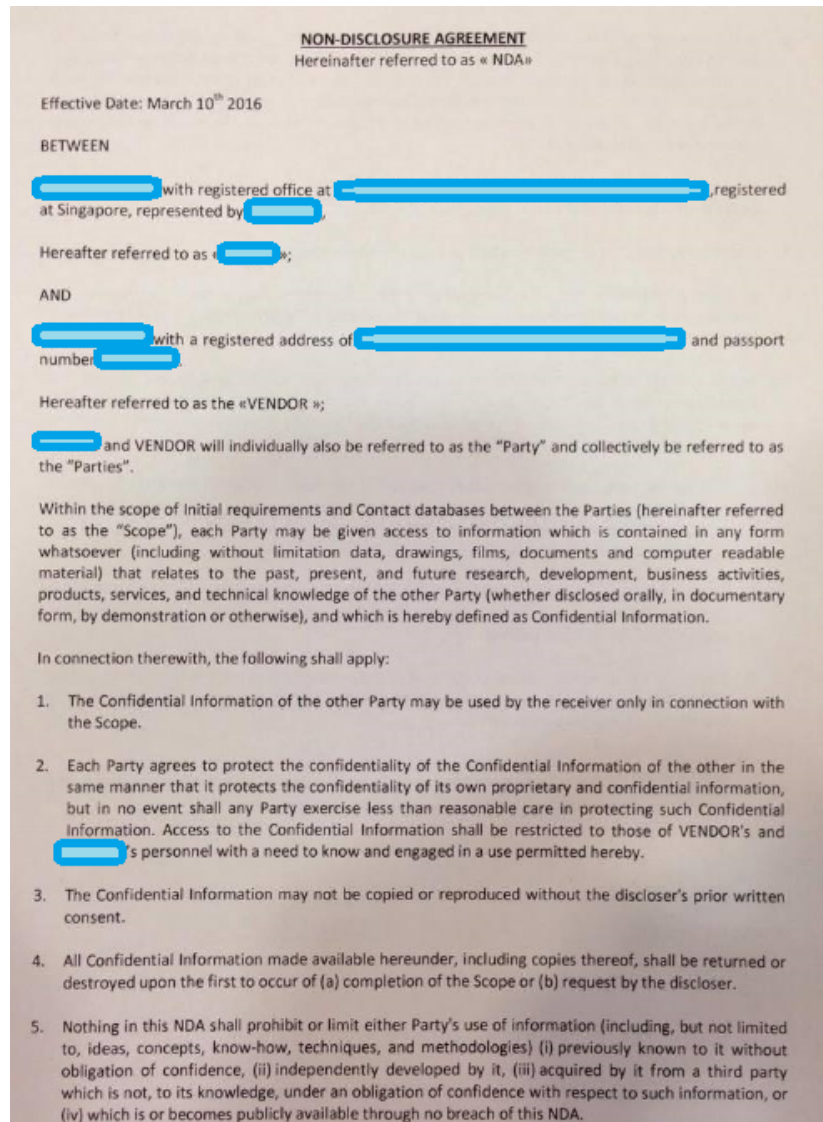 NON-DISCLOSURE AGREEMENT
Hereinafter referred to as « NDA»
Effective Date: March 10th 2016
BETWEEN
with registered office at ,registered
at Singapore, represented by ,
Hereafter referred to as « »;
AND
with a registered address of and passport
number .
Hereafter referred to as the «VENDOR »;
and VENDOR will individually also be referred to as the “Party” and collectively be referred to as
the “Parties”.
Within the scope of Initial requirements and Contact databases between the Parties (hereinafter referred
to as the “Scope”), each Party may be given access to information which is contained in any form
whatsoever (including without limitation data, drawings, films, documents and computer readable
material) that relates to the past, present, and future research, development, business activities,
products, services, and technical knowledge of the other Party (whether disclosed orally, in documentary
form, by demonstration or otherwise), and which is hereby defined as Confidential Information.
In connection therewith, the following shall apply:
1. The Confidential Information of the other Party may be used by the receiver only in connection with
the Scope.
2. Each Party agrees to protect the confidentiality of the Confidential Information of the other in the
same manner that it protects the confidentiality of its own proprietary and confidential information,
but in no event shall any Party exercise less than reasonable care in protecting such Confidential
Information. Access to the Confidential Information shall be restricted to those of VENDOR's and
's personnel with a need to know and engaged in a use permitted hereby.
3. The Confidential Information may not be copied or reproduced without the discloser's prior written
consent.
4. All Confidential Information made available hereunder, including copies thereof, shall be returned or
destroyed upon the first to occur of (a) completion of the Scope or (b) request by the discloser.
5. Nothing in this NDA shall prohibit or limit either Party's use of information (including, but not limited
to, ideas, concepts, know-how, techniques, and methodologies) (i) previously known to it without
obligation of confidence, (ii) independently developed by it, (iii) acquired by it from a third party
which is not, to its knowledge, under an obligation of confidence with respect to such information, or
(iv) which is or becomes publicly available through no breach of this NDA.